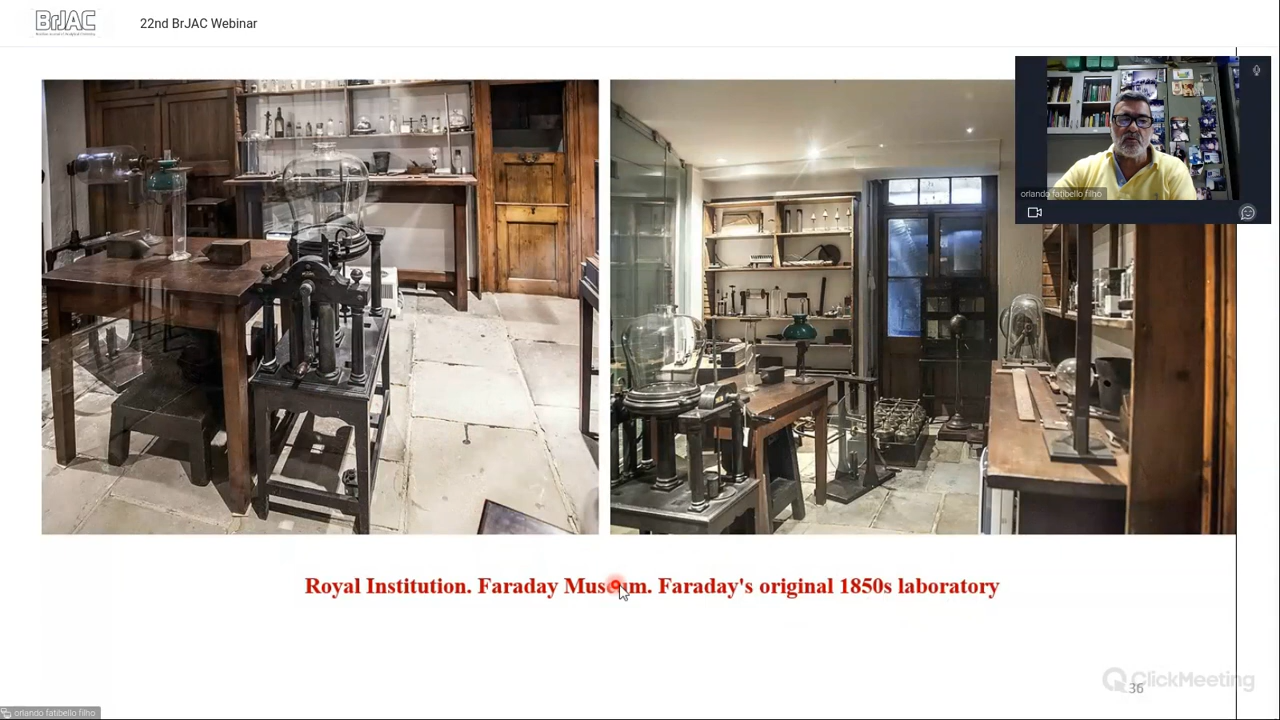 BrJAC
22nd BrJAC Webinar
orlando fatibello filho
Royal Institution. Faraday Museum. Faraday's original 1850s laboratory
ClickMeeting
36
orlando fatibello filho